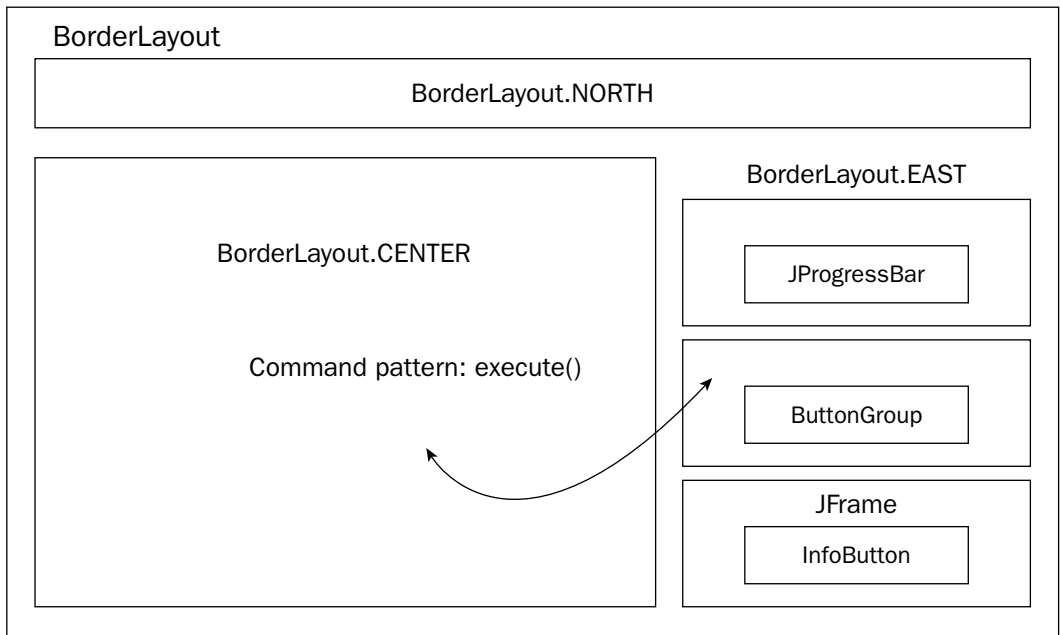 BorderLayout
BorderLayout.NORTH
BorderLayout.CENTER
Command pattern: execute()
BorderLayout.EAST
JProgressBar
ButtonGroup
JFrame
InfoButton